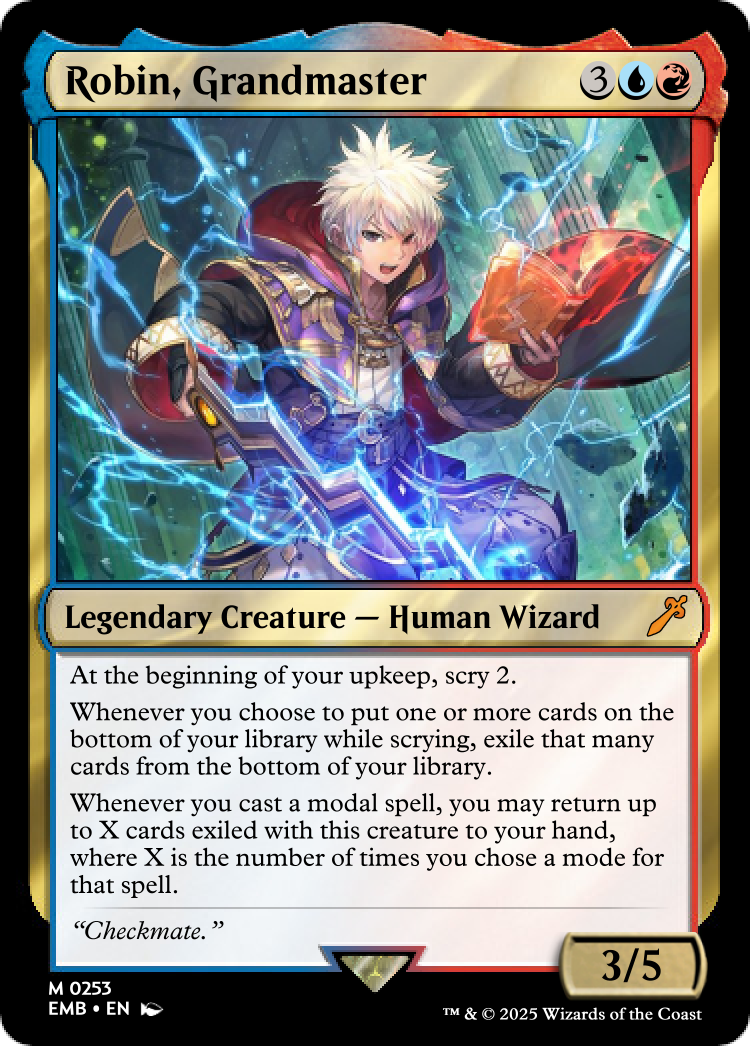 Robin, Grandmaster 3
Legendary Creature — Human Wizard
At the beginning of your upkeep, scry 2.
Whenever you choose to put one or more cards on the
bottom of your library while scrying, exile that many
cards from the bottom of your library.
Whenever you cast a modal spell, you may return up
to X cards exiled with this creature to your hand,
where X is the number of times you chose a mode for
that spell.
“Checkmate.”
3/5
M 0253
EMB • EN
™ & © 2025 Wizards of the Coast